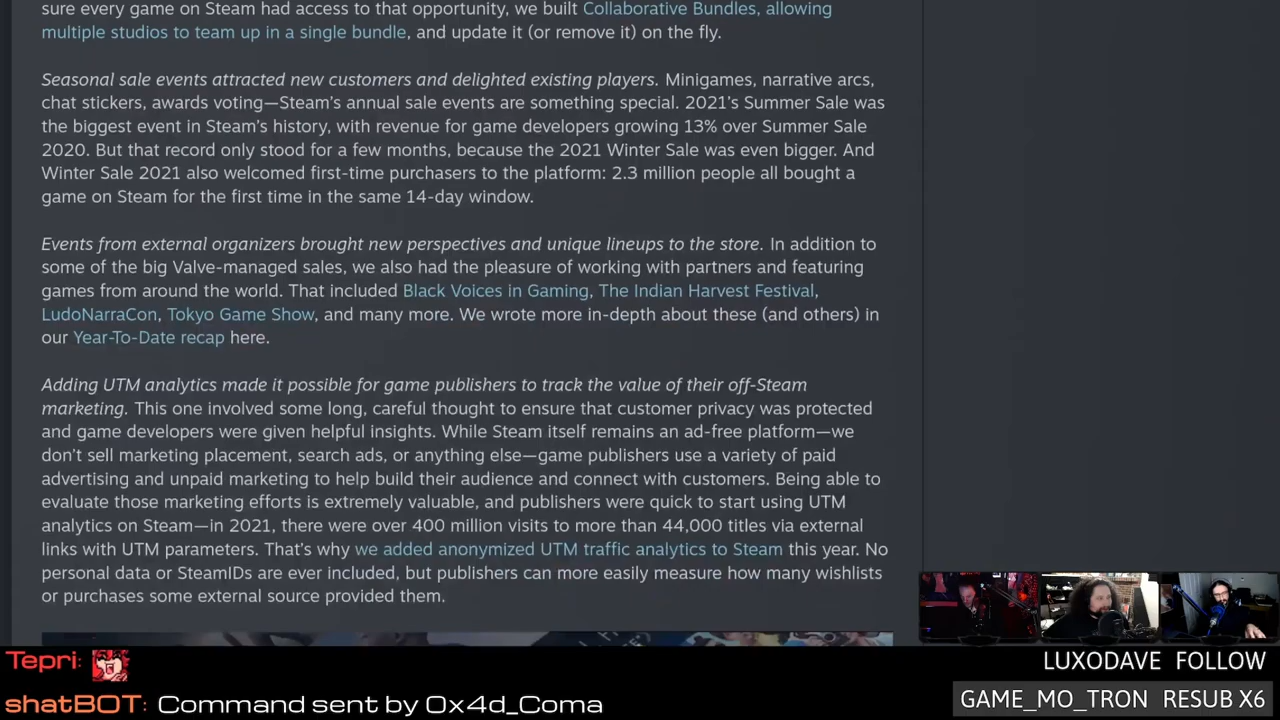 sure every game on Steam had access to that opportunity, we built Collaborative Bundles, allowing
multiple studios to team up in a single bundle, and update it (or remove it) on the fly.
Seasonal sale events attracted new customers and delighted existing players. Minigames, narrative arcs,
chat stickers, awards voting—Steam's annual sale events are something special. 2021's Summer Sale was
the biggest event in Steam's history, with revenue for game developers growing 13% over Summer Sale
2020. But that record only stood for a few months, because the 2021 Winter Sale was even bigger. And
Winter Sale 2021 also welcomed first-time purchasers to the platform: 2.3 million people all bought a
game on Steam for the first time in the same 14-day window.
Events from external organizers brought new perspectives and unique lineups to the store. In addition to
some of the big Valve-managed sales, we also had the pleasure of working with partners and featuring
games from around the world. That included Black Voices in Gaming, The Indian Harvest Festival,
LudoNarraCon, Tokyo Game Show, and many more. We wrote more in-depth about these (and others) in
our Year-To-Date recap here.
Adding UTM analytics made it possible for game publishers to track the value of their off-Steam
marketing. This one involved some long, careful thought to ensure that customer privacy was protected
and game developers were given helpful insights. While Steam itself remains an ad-free platform—we
don't sell marketing placement, search ads, or anything else—game publishers use a variety of paid
advertising and unpaid marketing to help build their audience and connect with customers. Being able to
evaluate those marketing efforts is extremely valuable, and publishers were quick to start using UTM
analytics on Steam—in 2021, there were over 400 million visits to more than 44,000 titles via external
links with UTM parameters. That's why we added anonymized UTM traffic analytics to Steam this year. No
personal data or SteamIDs are ever included, but publishers can more easily measure how many wishlists
or purchases some external source provided them.
Tepri:
LUXODAVE FOLLOW
shatBOT: Command sent by 0x4d_Coma
GAME_MO_TRON RESUB X6